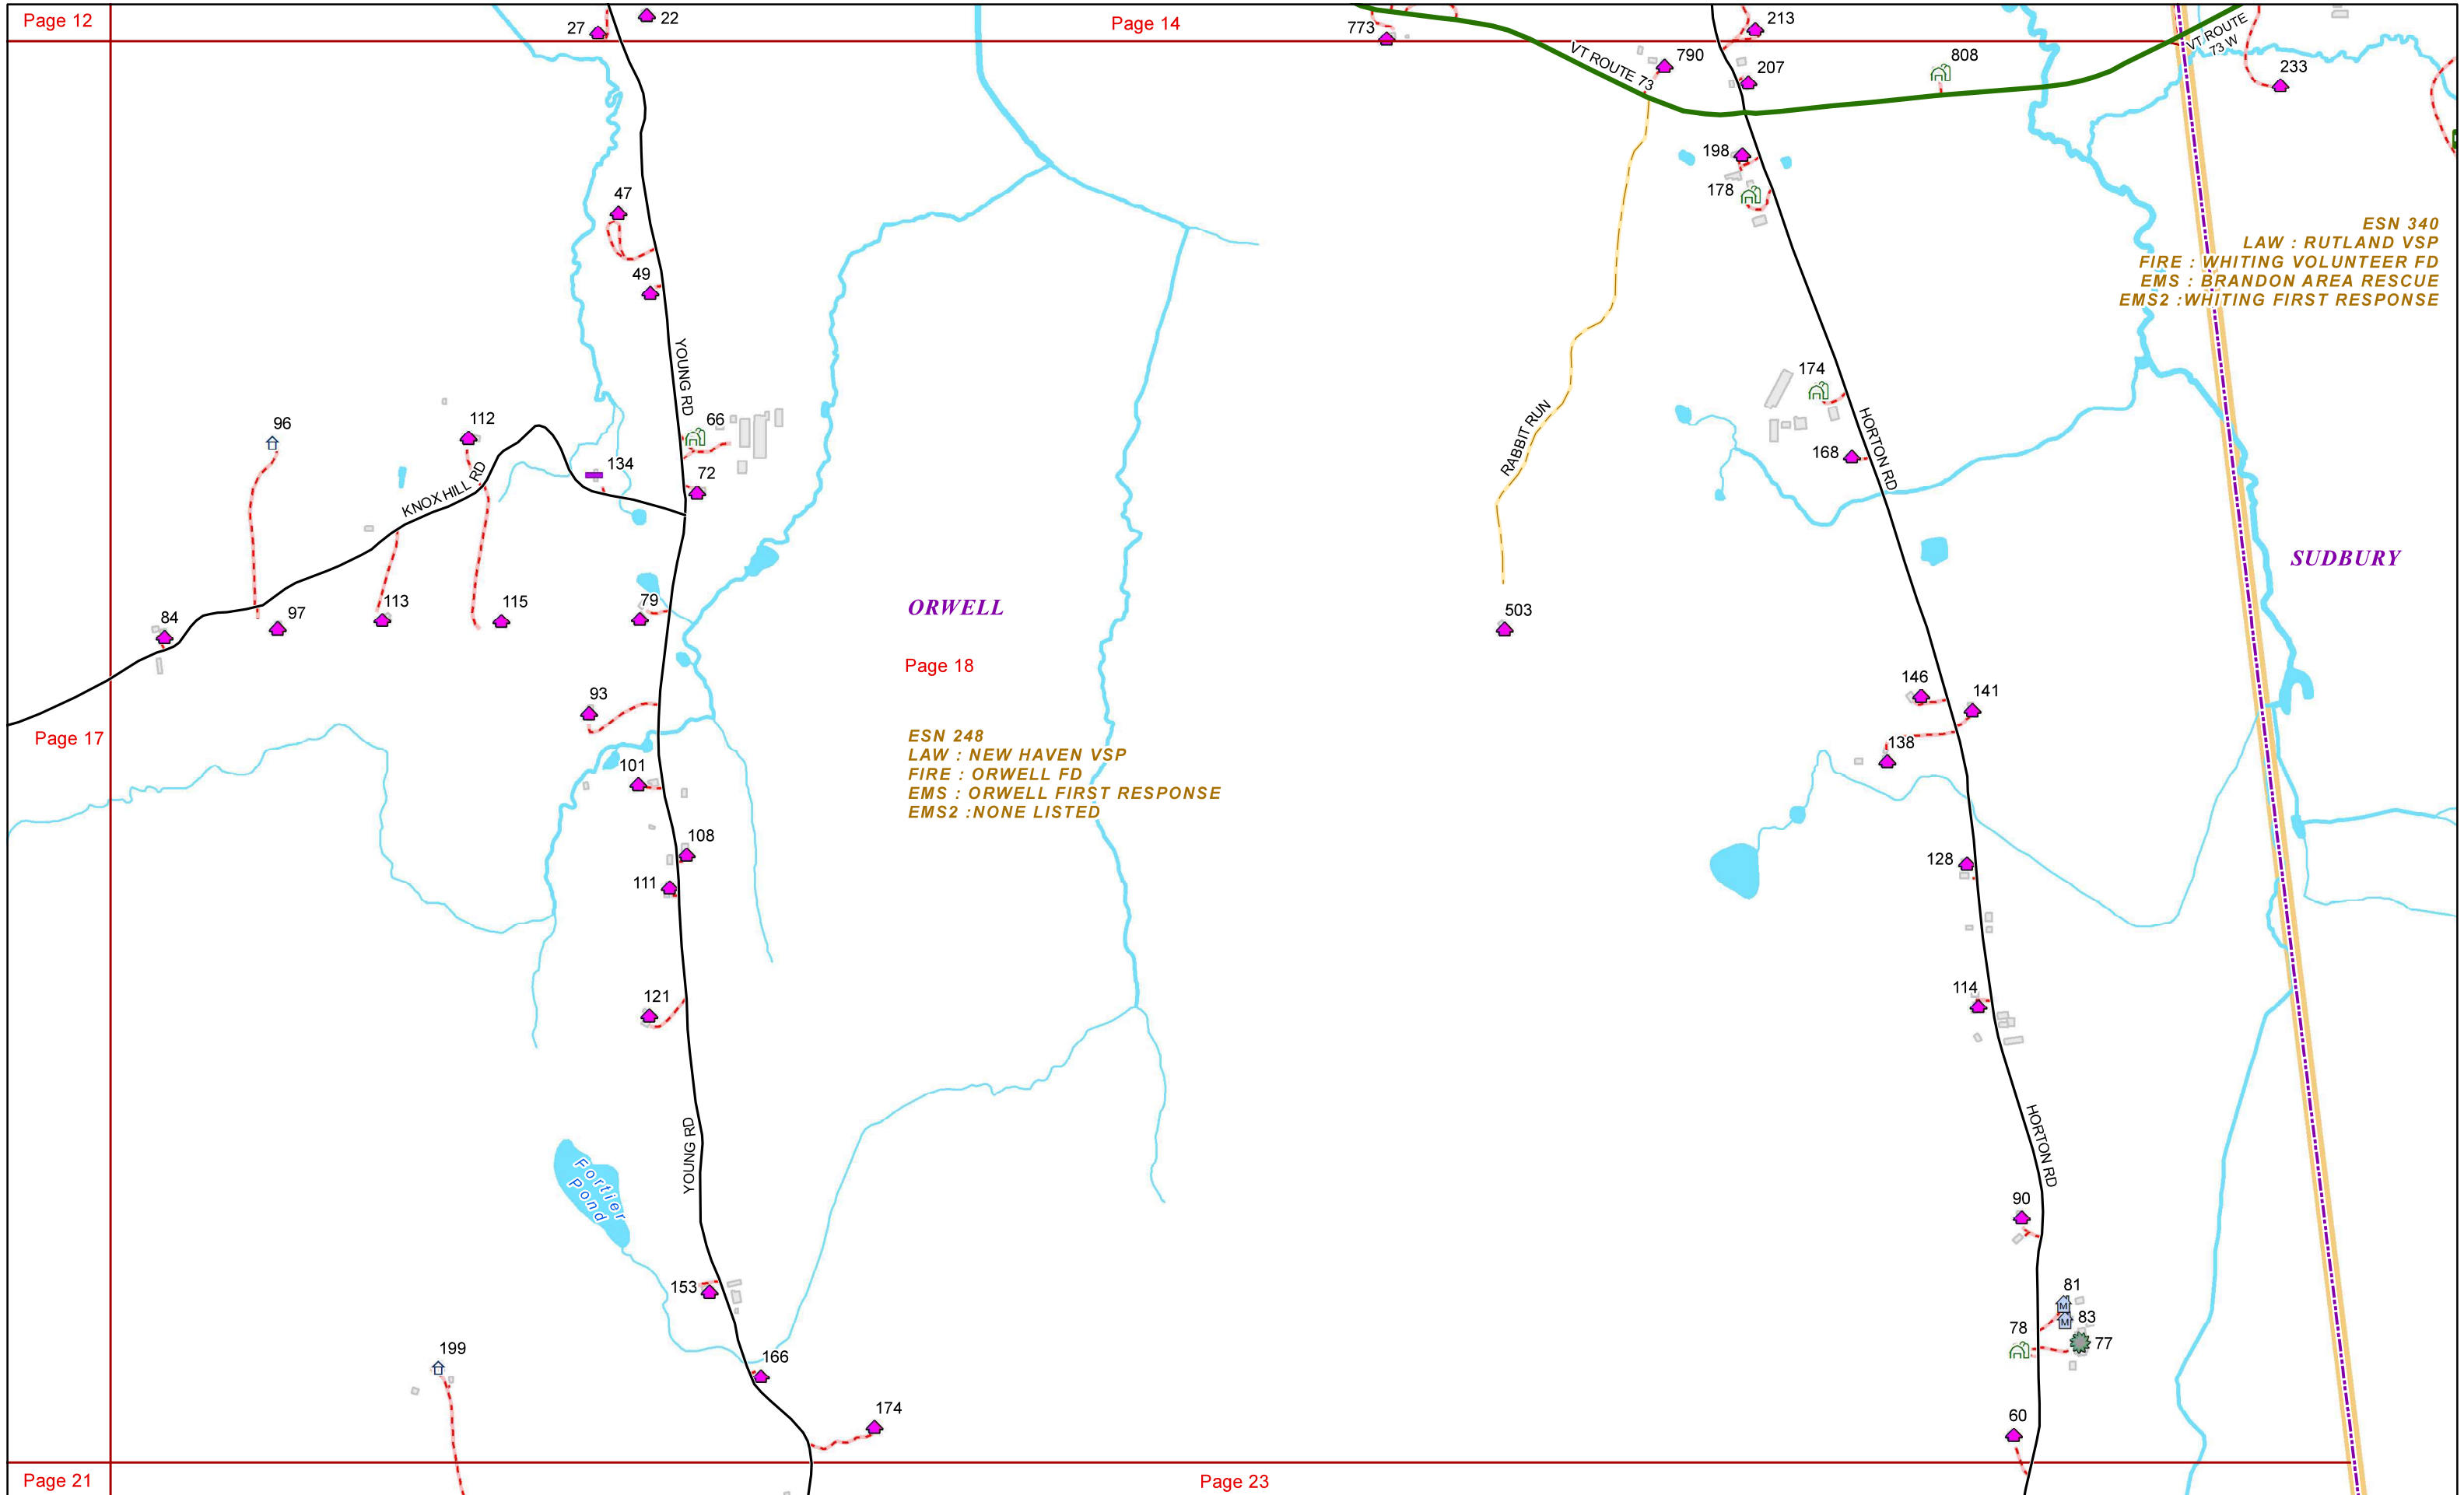 Page 12
27
22
Page 14
773
213
VT ROUTE 73
790
207
808
VT ROUTE
73 W
233
198
178
47
49
ESN 340
LAW : RUTLAND VSP
FIRE : WHITING VOLUNTEER FD
EMS : BRANDON AREA RESCUE
EMS2 :WHITING FIRST RESPONSE
YOUNG RD
174
HORTON RD
RABBIT RUN
96
112
66
168
134
72
KNOX HILL RD
SUDBURY
84
97
113
115
79
ORWELL
503
Page 18
93
146
141
138
Page 17
ESN 248
LAW : NEW HAVEN VSP
FIRE : ORWELL FD
EMS : ORWELL FIRST RESPONSE
EMS2 :NONE LISTED
101
108
111
128
121
114
YOUNG RD
HORTON RD
Fortier
Pond
90
153
81
83
M
M
78
77
199
166
174
60
Page 21
Page 23